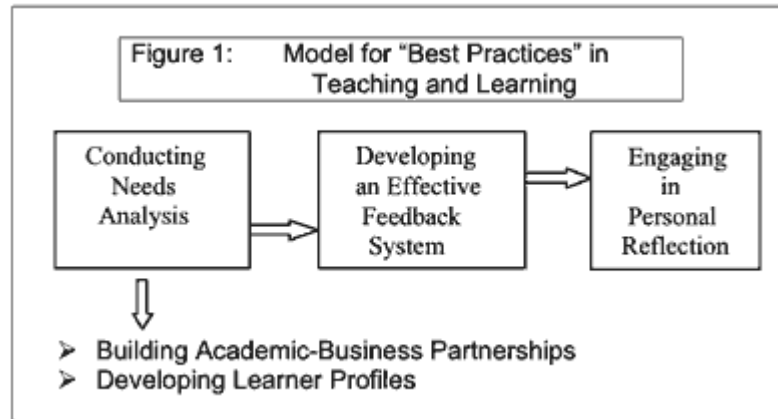 Figure 1: Model for "Best Practices" in
Teaching and Learning
Conducting
Needs
Analysis
Developing
an Effective
Feedback
System
Engaging
in
Personal
Reflection
➢ Building Academic-Business Partnerships
➢ Developing Learner Profiles